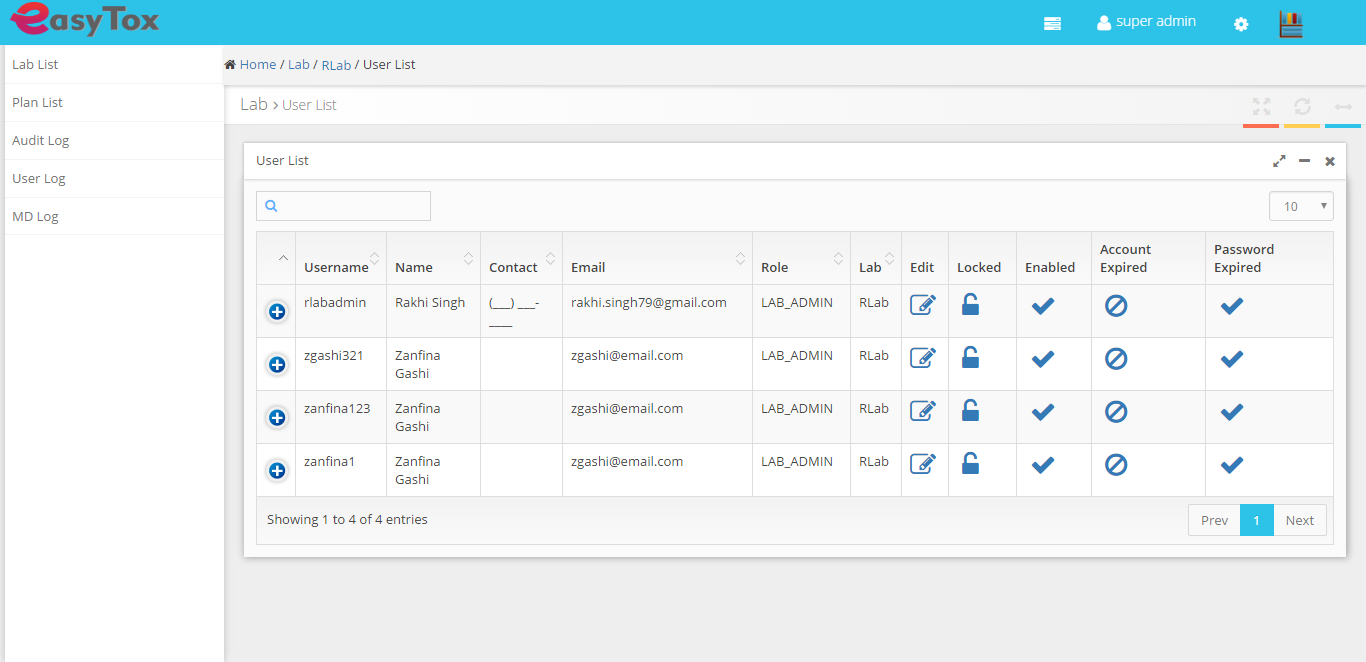 easyTox
super admin
Lab List
Plan List
Audit Log
User Log
MD Log
Home / Lab / RLab / User List
Lab › User List
User List
10
Username Name Contact Email Role Lab Edit Locked Enabled Account Expired Password Expired
rlabadmin Rakhi Singh (___) ___-____ rakhi.singh79@gmail.com LAB_ADMIN RLab
zgashi321 Zanfina Gashi zgashi@email.com LAB_ADMIN RLab
zanfina123 Zanfina Gashi zgashi@email.com LAB_ADMIN RLab
zanfina1 Zanfina Gashi zgashi@email.com LAB_ADMIN RLab
Showing 1 to 4 of 4 entries
Prev 1 Next